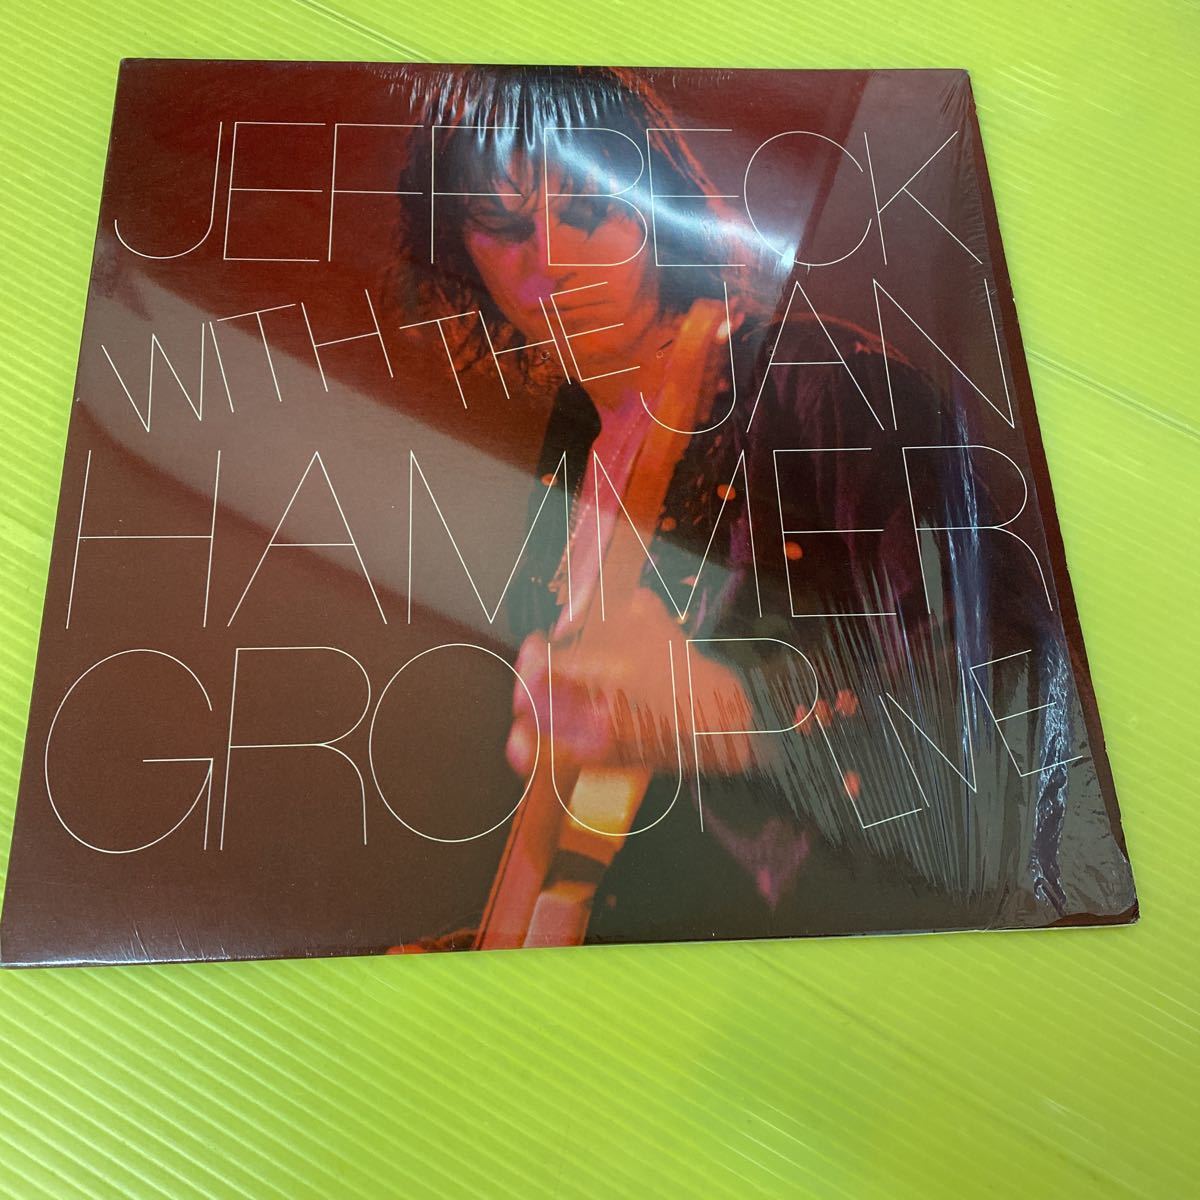 JEFF BECK
WITH THE JAN
HAMMER
GROUP LIVE